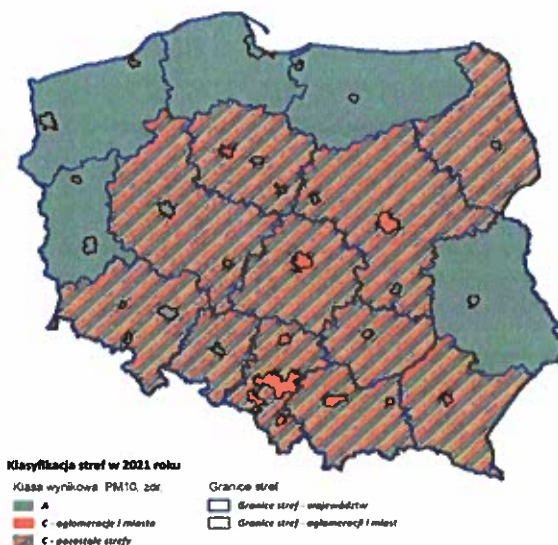 Klasyfikacja stref w 2021 roku
Klasa wynikowa PM10, zdr.
A
C - aglomeracje i miasta
C - pozostałe strefy
Granice stref
Granice stref - województw
Granice stref - aglomeracji i miast